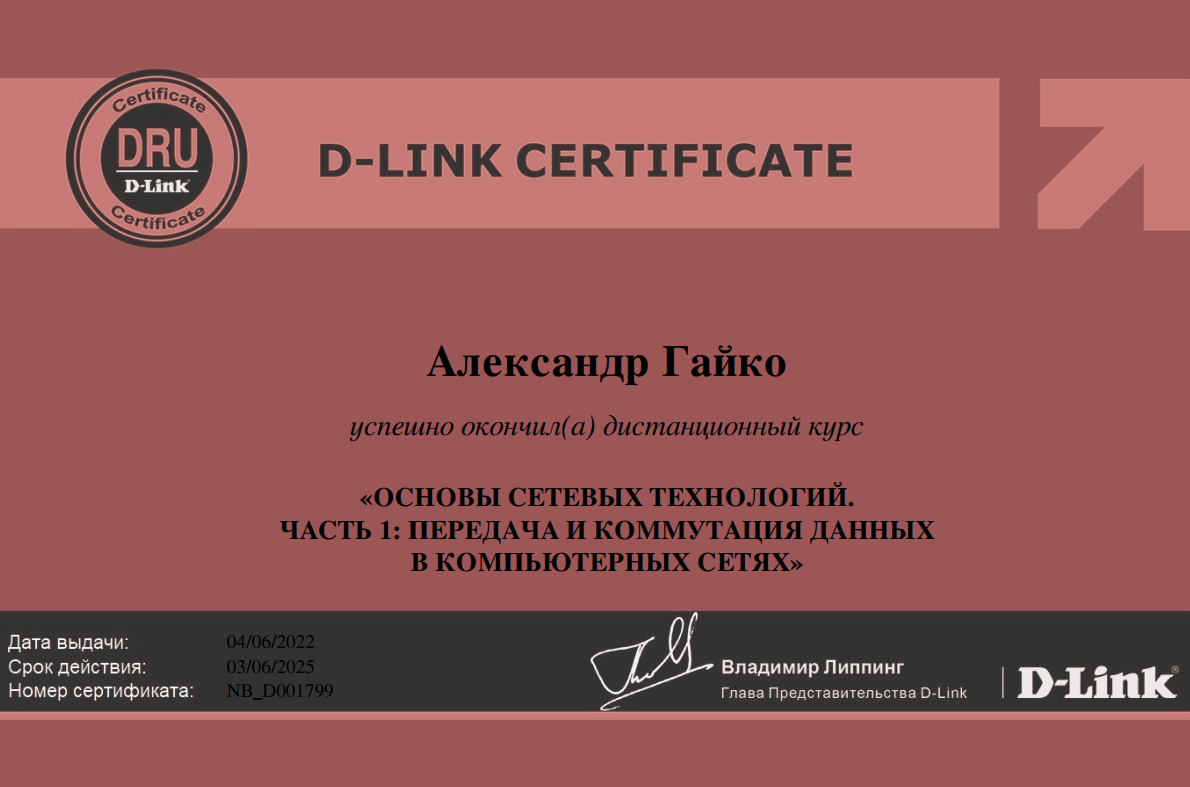 Certificate
DRU
D-Link
Certificate
D-LINK CERTIFICATE
Александр Гайко
успешно окончил(а) дистанционный курс
«ОСНОВЫ СЕТЕВЫХ ТЕХНОЛОГИЙ.
ЧАСТЬ 1: ПЕРЕДАЧА И КОММУТАЦИЯ ДАННЫХ
В КОМПЬЮТЕРНЫХ СЕТЯХ»
Дата выдачи: 04/06/2022
Срок действия: 03/06/2025
Номер сертификата: NB_D001799
Владимир Липпинг
Глава Представительства D-Link
D-Link®